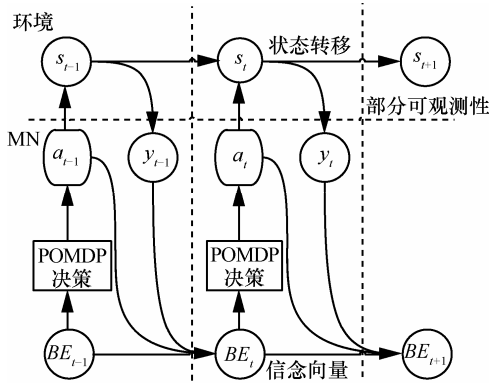 环境
s_{t-1}
s_t
状态转移
s_{t+1}
部分可观测性
MN
a_{t-1}
y_{t-1}
a_t
y_t
POMDP
决策
POMDP
决策
BE_{t-1}
BE_t
信念向量
BE_{t+1}